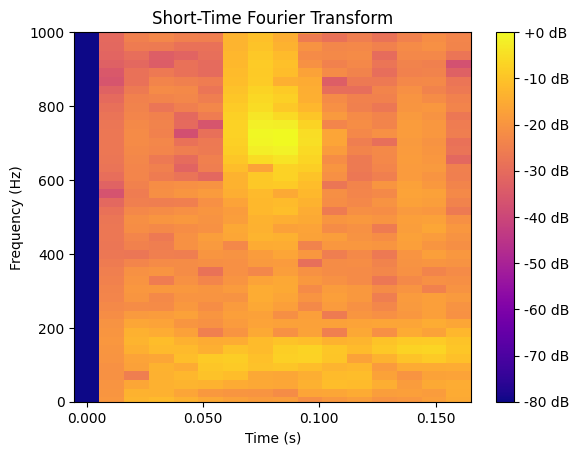 Short-Time Fourier Transform
Frequency (Hz)
1000
800
600
400
200
0
0.000
0.050
0.100
0.150
Time (s)
+0 dB
-10 dB
-20 dB
-30 dB
-40 dB
-50 dB
-60 dB
-70 dB
-80 dB